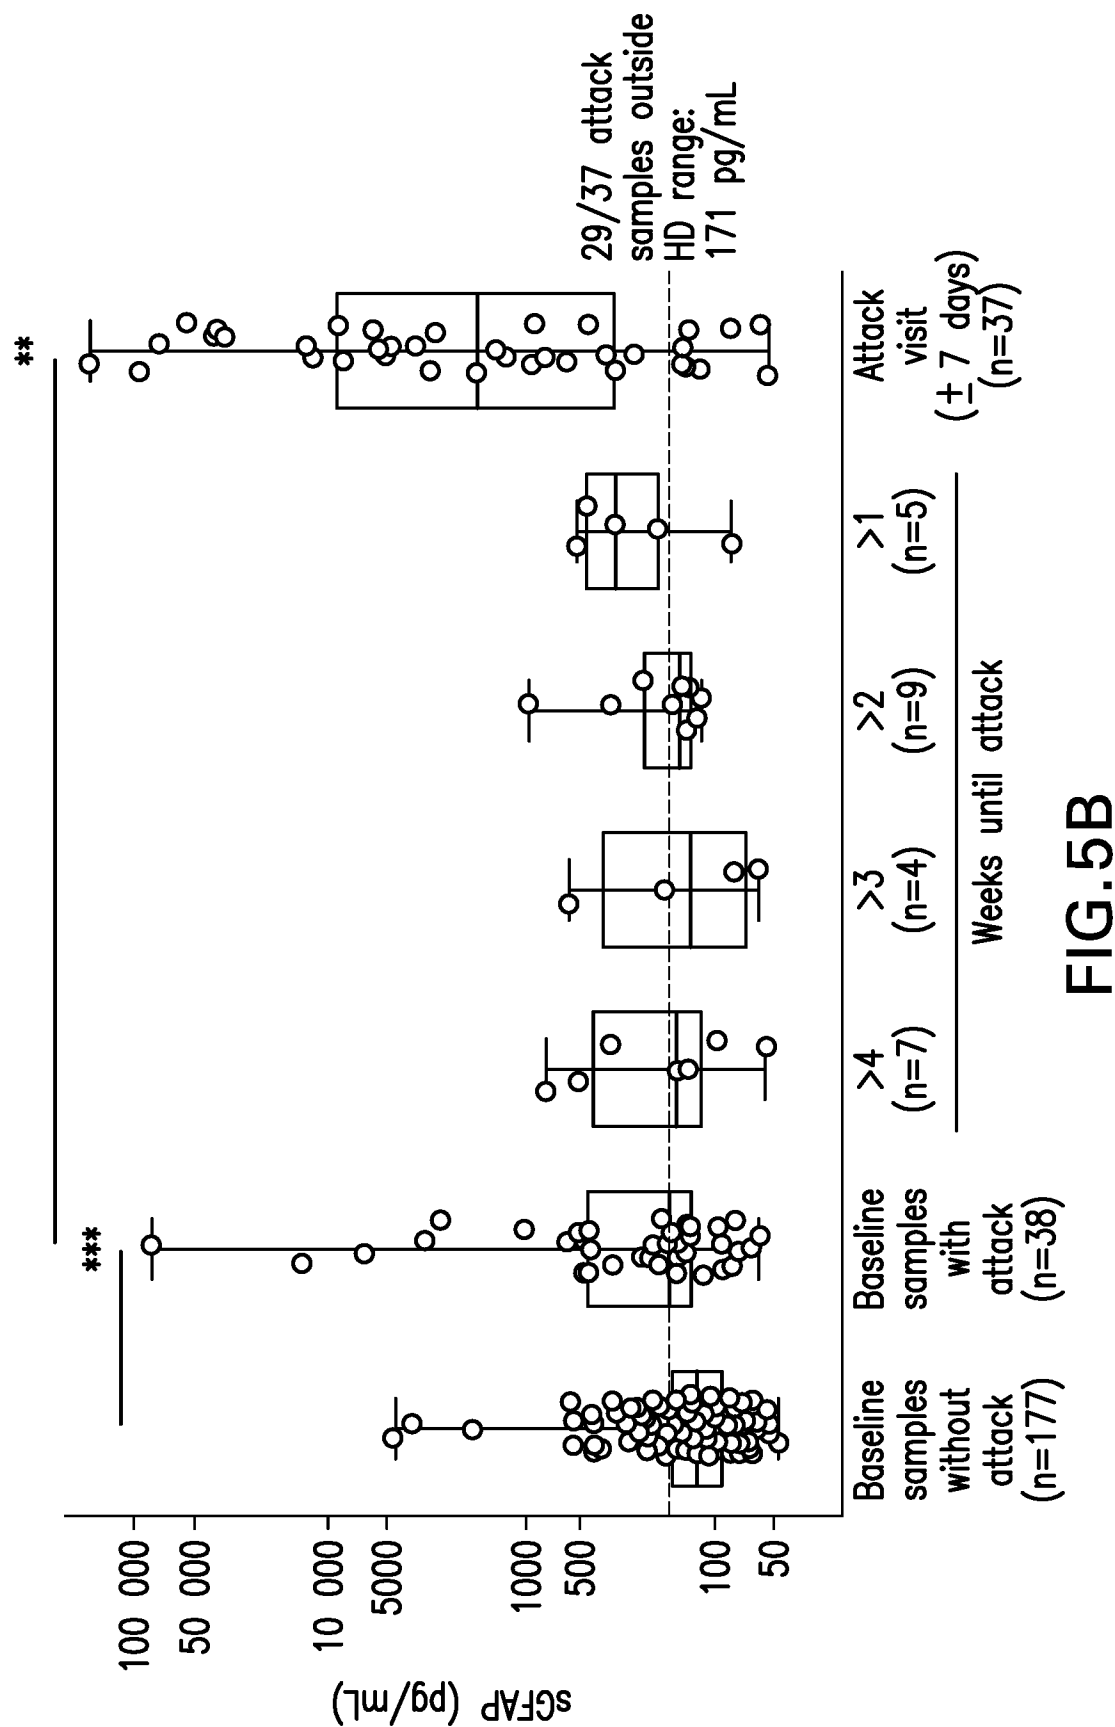 **
***
sGFAP (pg/mL)
100 000
50 000
10 000
5000
1000
500
100
50
29/37 attack
samples outside
HD range:
171 pg/mL
Baseline
samples
without
attack
(n=177)
Baseline
samples
with
attack
(n=38)
>4
(n=7)
>3
(n=4)
>2
(n=9)
>1
(n=5)
Attack
visit
(± 7 days)
(n=37)
Weeks until attack
FIG.5B